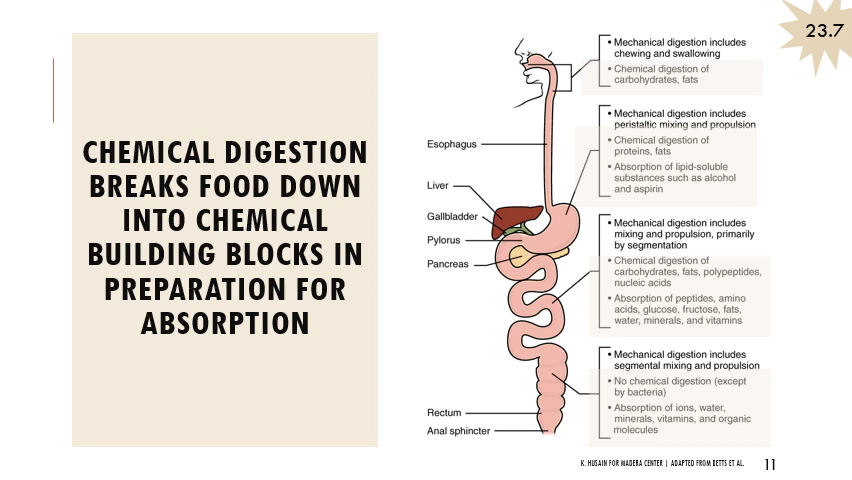 23.7
CHEMICAL DIGESTION
BREAKS FOOD DOWN
INTO CHEMICAL
BUILDING BLOCKS IN
PREPARATION FOR
ABSORPTION
Esophagus
Liver
Gallbladder
Pylorus
Pancreas
Rectum
Anal sphincter
• Mechanical digestion includes
chewing and swallowing
• Chemical digestion of
carbohydrates, fats
• Mechanical digestion includes
peristaltic mixing and propulsion
• Chemical digestion of
proteins, fats
• Absorption of lipid-soluble
substances such as alcohol
and aspirin
• Mechanical digestion includes
mixing and propulsion, primarily
by segmentation
• Chemical digestion of
carbohydrates, fats, polypeptides,
nucleic acids
• Absorption of peptides, amino
acids, glucose, fructose, fats,
water, minerals, and vitamins
• Mechanical digestion includes
segmental mixing and propulsion
• No chemical digestion (except
by bacteria)
• Absorption of ions, water,
minerals, vitamins, and organic
molecules
K. HUSAIN FOR MADERA CENTER | ADAPTED FROM BETTS ET AL.
11